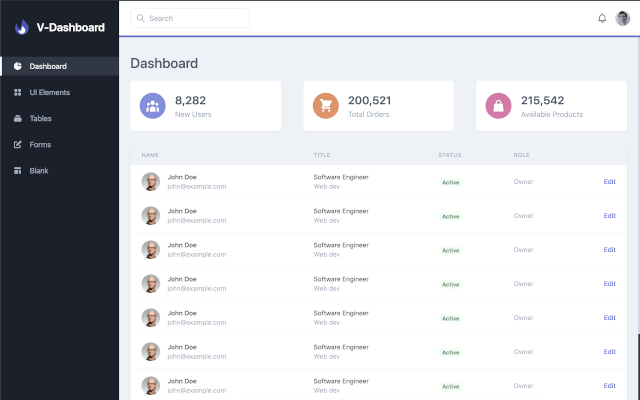 V-Dashboard
Search
Dashboard
UI Elements
Tables
Forms
Blank
Dashboard
8,282
New Users
200,521
Total Orders
215,542
Available Products
NAME TITLE STATUS ROLE
John Doe Software Engineer
john@example.com Web dev
Active Owner Edit
John Doe Software Engineer
john@example.com Web dev
Active Owner Edit
John Doe Software Engineer
john@example.com Web dev
Active Owner Edit
John Doe Software Engineer
john@example.com Web dev
Active Owner Edit
John Doe Software Engineer
john@example.com Web dev
Active Owner Edit
John Doe Software Engineer
john@example.com Web dev
Active Owner Edit
John Doe Software Engineer
john@example.com Web dev
Active Owner Edit